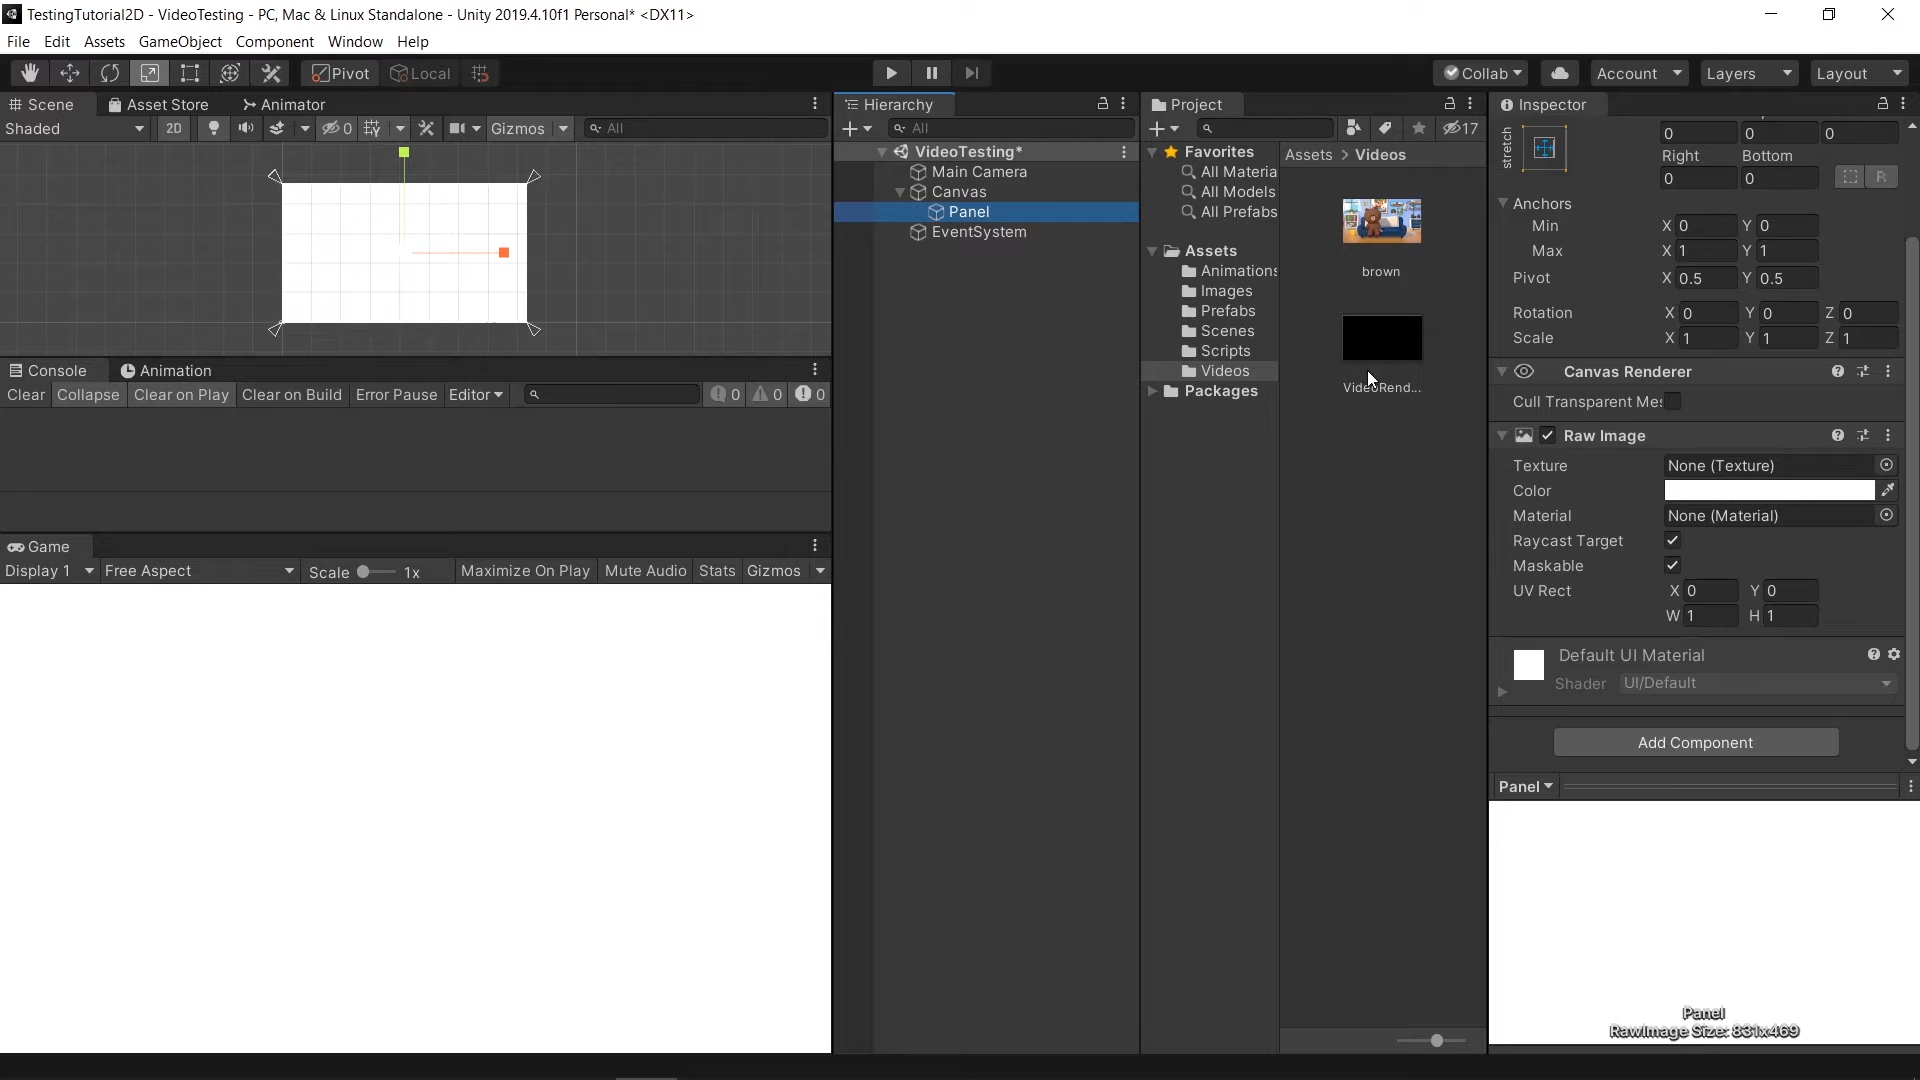 TestingTutorial2D - VideoTesting - PC, Mac & Linux Standalone - Unity 2019.4.10f1 Personal* <DX11>
File Edit Assets GameObject Component Window Help
Pivot Local Collab Account Layers Layout
Scene Asset Store Animator
Shaded 2D 0 Gizmos All
Console Animation
Clear Collapse Clear on Play Clear on Build Error Pause Editor 0 0 0
Game
Display 1 Free Aspect Scale 1x Maximize On Play Mute Audio Stats Gizmos
Hierarchy
All
VideoTesting*
Main Camera
Canvas
Panel
EventSystem
Project
17
Favorites
All Materia
All Models
All Prefabs
Assets
Animations
Images
Prefabs
Scenes
Scripts
Videos
Packages
Assets > Videos
brown
VideoRend...
Inspector
stretch
0 0 0
Right Bottom
0 0 R
Anchors
Min X 0 Y 0
Max X 1 Y 1
Pivot X 0.5 Y 0.5
Rotation X 0 Y 0 Z 0
Scale X 1 Y 1 Z 1
Canvas Renderer
Cull Transparent Mes
Raw Image
Texture None (Texture)
Color
Material None (Material)
Raycast Target
Maskable
UV Rect X 0 Y 0
W 1 H 1
Default UI Material
Shader UI/Default
Add Component
Panel
Panel
RawImage Size: 831x469